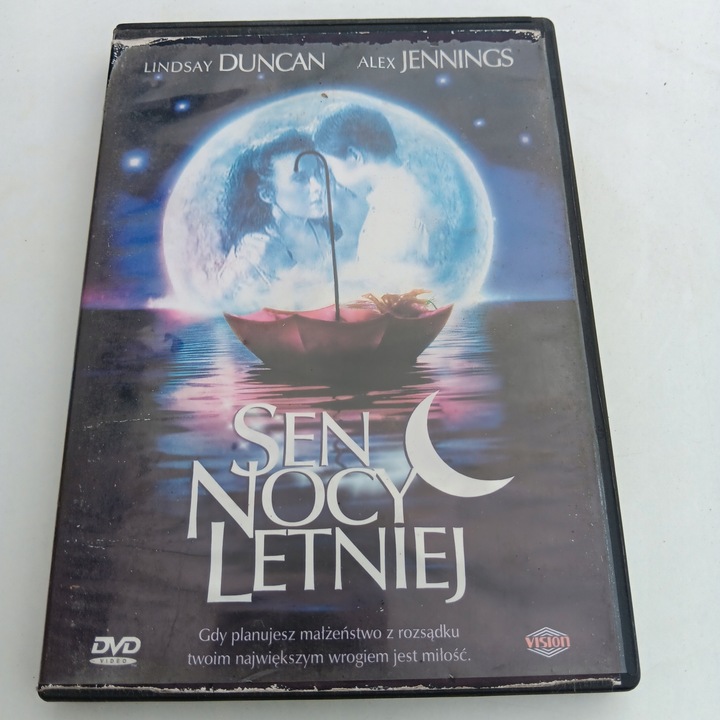 LINDSAY DUNCAN ALEX JENNINGS
SEN
NOCY
LETNIEJ
Gdy planujesz małżeństwo z rozsądku
twoim największym wrogiem jest miłość.
DVD
VIDEO
VISION